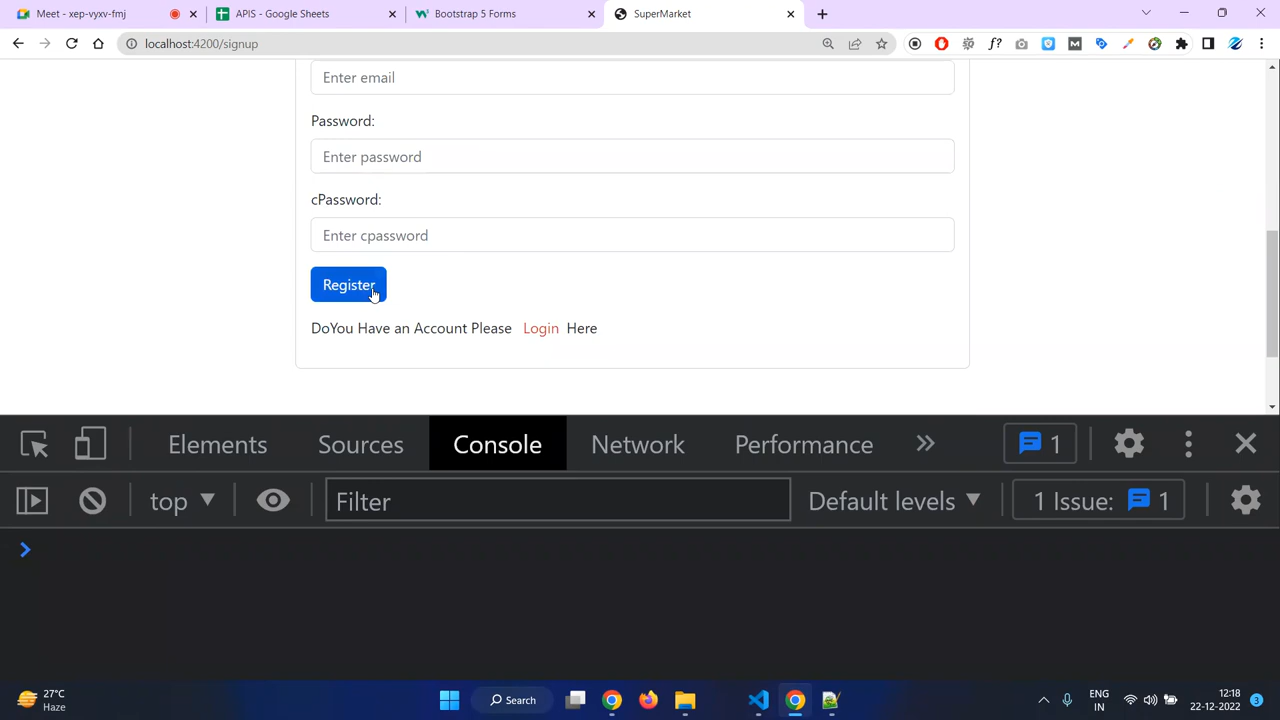 Meet - xep-vyxv-fmj
APIS - Google Sheets
Bootstrap 5 Forms
SuperMarket
localhost:4200/signup
Enter email
Password:
Enter password
cPassword:
Enter cpassword
Register
DoYou Have an Account Please Login Here
Elements Sources Console Network Performance 1
top Filter Default levels 1 Issue: 1
27°C
Haze
Search
ENG
IN
12:18
22-12-2022
3